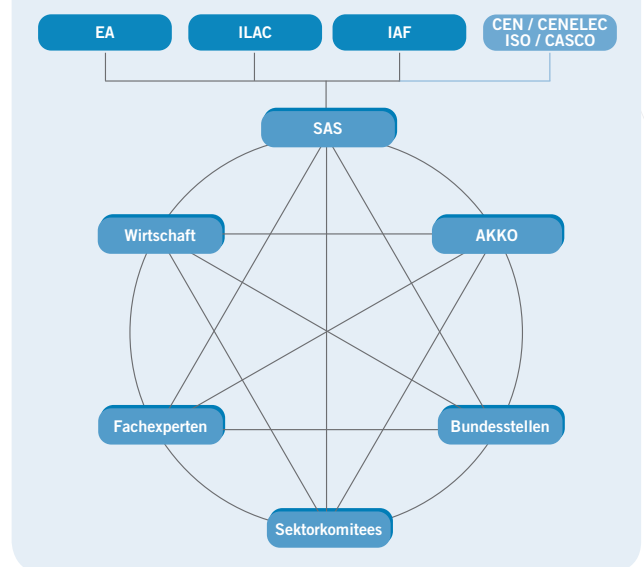 EA
ILAC
IAF
CEN / CENELEC
ISO / CASCO
SAS
Wirtschaft
AKKO
Fachexperten
Bundesstellen
Sektorkomitees